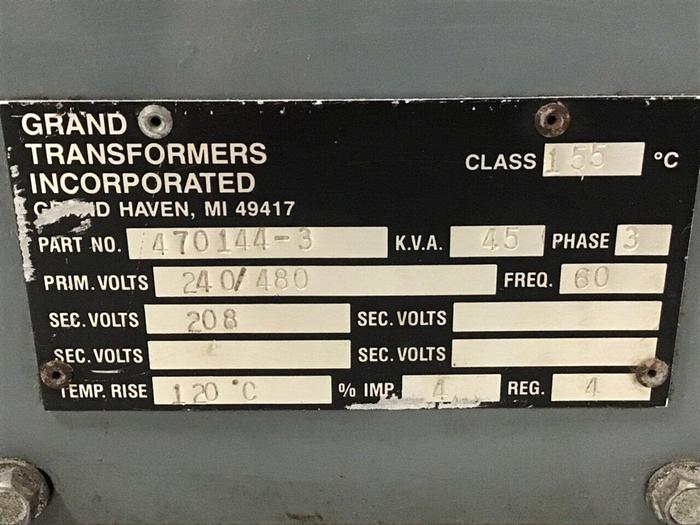 GRAND
TRANSFORMERS
INCORPORATED
GRAND HAVEN, MI 49417
CLASS 155 °C
PART NO. 470144-3 K.V.A. 45 PHASE 3
PRIM. VOLTS 240/480 FREQ. 60
SEC. VOLTS 208 SEC. VOLTS
SEC. VOLTS SEC. VOLTS
TEMP. RISE 120 °C % IMP. 4 REG. 4